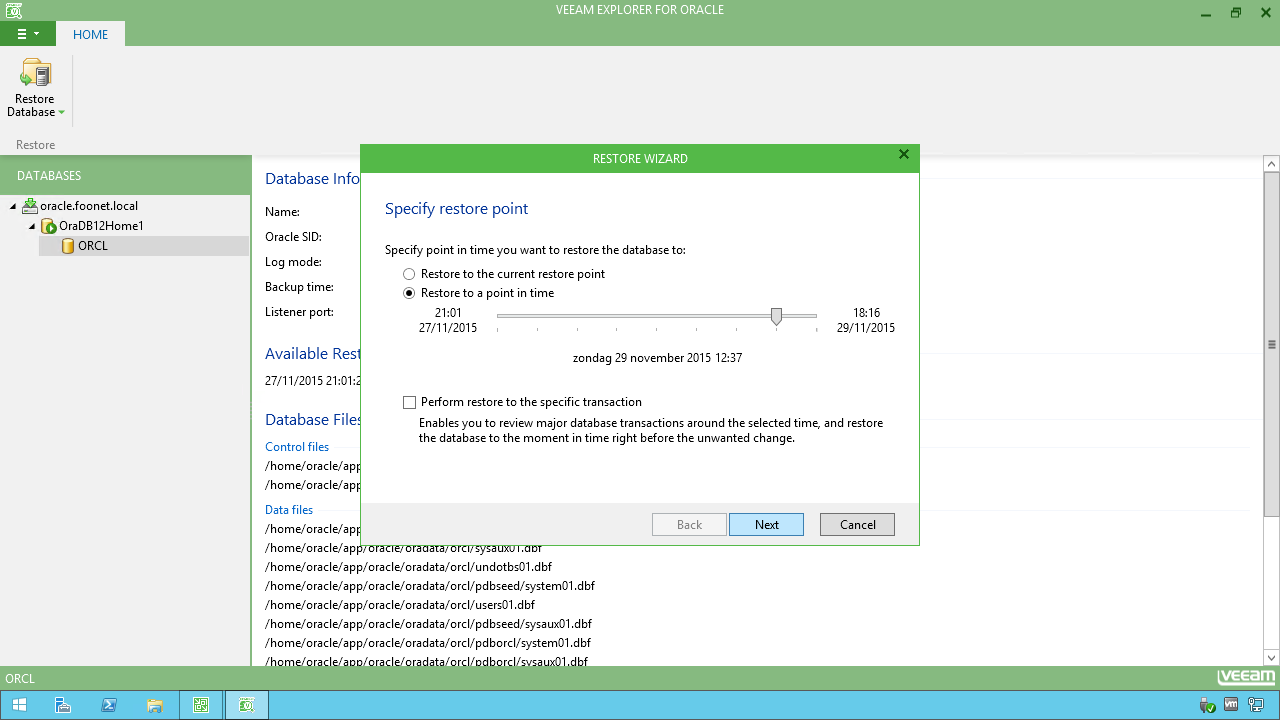 VEEAM EXPLORER FOR ORACLE
HOME
Restore
Database
Restore
DATABASES
oracle.foonet.local
OraDB12Home1
ORCL
Database Info
Name:
Oracle SID:
Log mode:
Backup time:
Listener port:
Available Rest
27/11/2015 21:01:2
Database Files
Control files
/home/oracle/app
/home/oracle/app
Data files
/home/oracle/app
/home/oracle/app/oracle/oradata/orcl/sysaux01.dbf
/home/oracle/app/oracle/oradata/orcl/undotbs01.dbf
/home/oracle/app/oracle/oradata/orcl/pdbseed/system01.dbf
/home/oracle/app/oracle/oradata/orcl/users01.dbf
/home/oracle/app/oracle/oradata/orcl/pdbseed/sysaux01.dbf
/home/oracle/app/oracle/oradata/orcl/pdborcl/system01.dbf
/home/oracle/app/oracle/oradata/orcl/pdborcl/sysaux01.dbf
RESTORE WIZARD
Specify restore point
Specify point in time you want to restore the database to:
Restore to the current restore point
Restore to a point in time
21:01
27/11/2015
18:16
29/11/2015
zondag 29 november 2015 12:37
Perform restore to the specific transaction
Enables you to review major database transactions around the selected time, and restore
the database to the moment in time right before the unwanted change.
Back
Next
Cancel
ORCL
veeam
vm